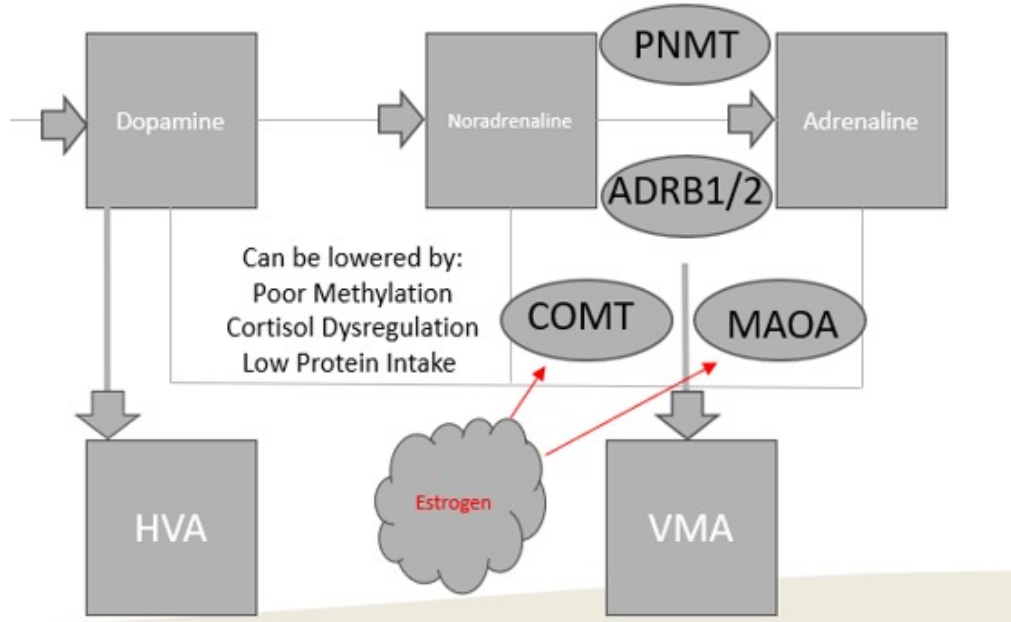 PNMT
Dopamine
Noradrenaline
Adrenaline
ADRB1/2
Can be lowered by:
Poor Methylation
Cortisol Dysregulation
Low Protein Intake
COMT
MAOA
Estrogen
HVA
VMA